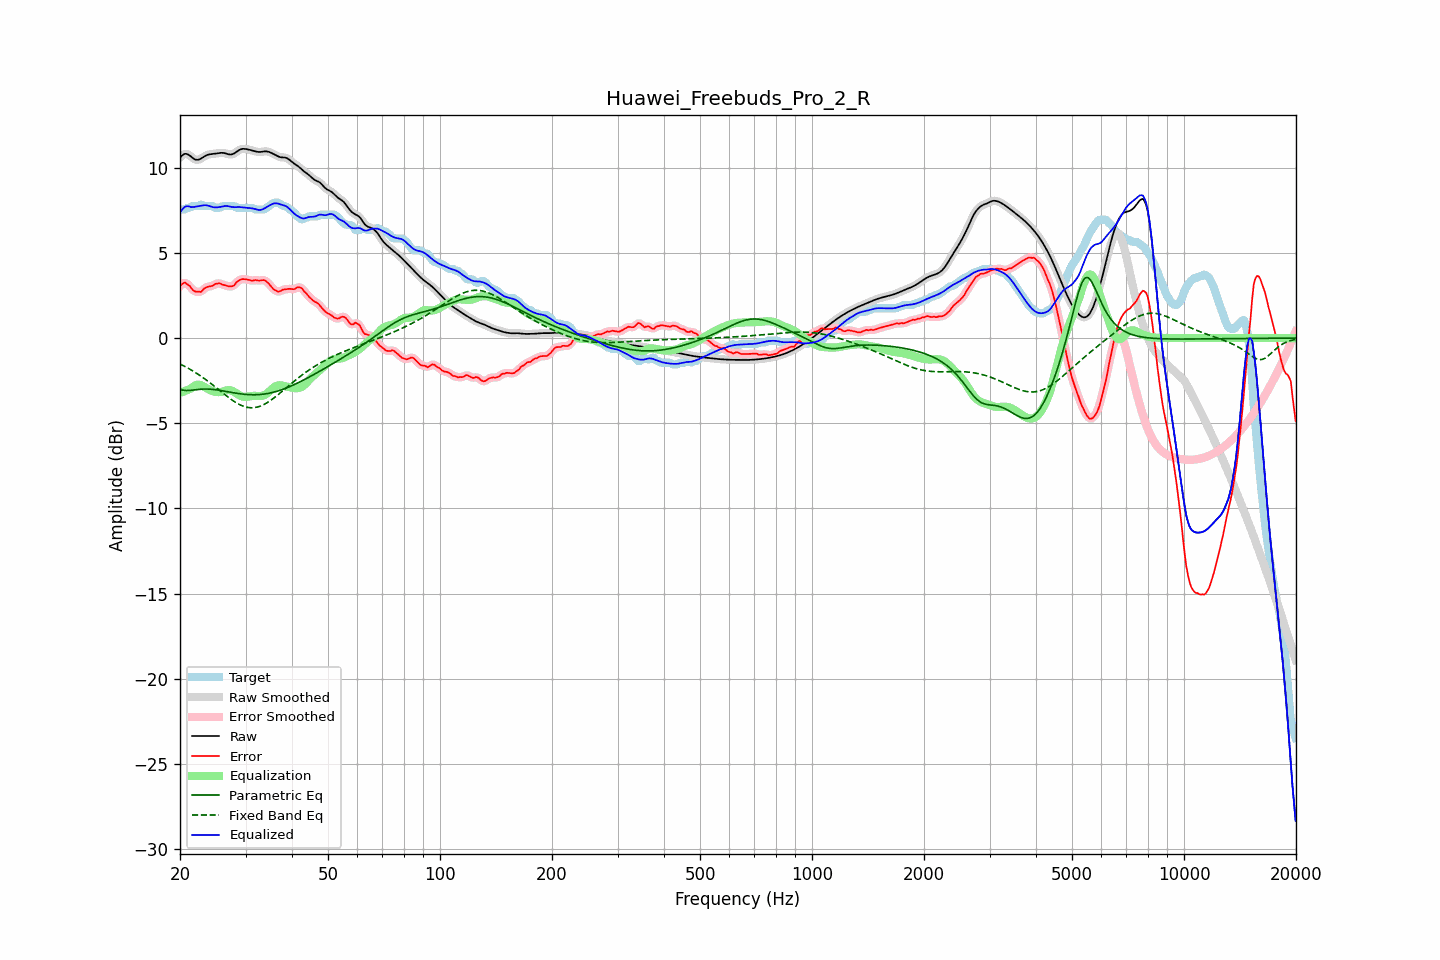 Huawei_Freebuds_Pro_2_R
Amplitude (dBr)
10
5
0
−5
−10
−15
−20
−25
−30
Target
Raw Smoothed
Error Smoothed
Raw
Error
Equalization
Parametric Eq
Fixed Band Eq
Equalized
20 50 100 200 500 1000 2000 5000 10000 20000
Frequency (Hz)